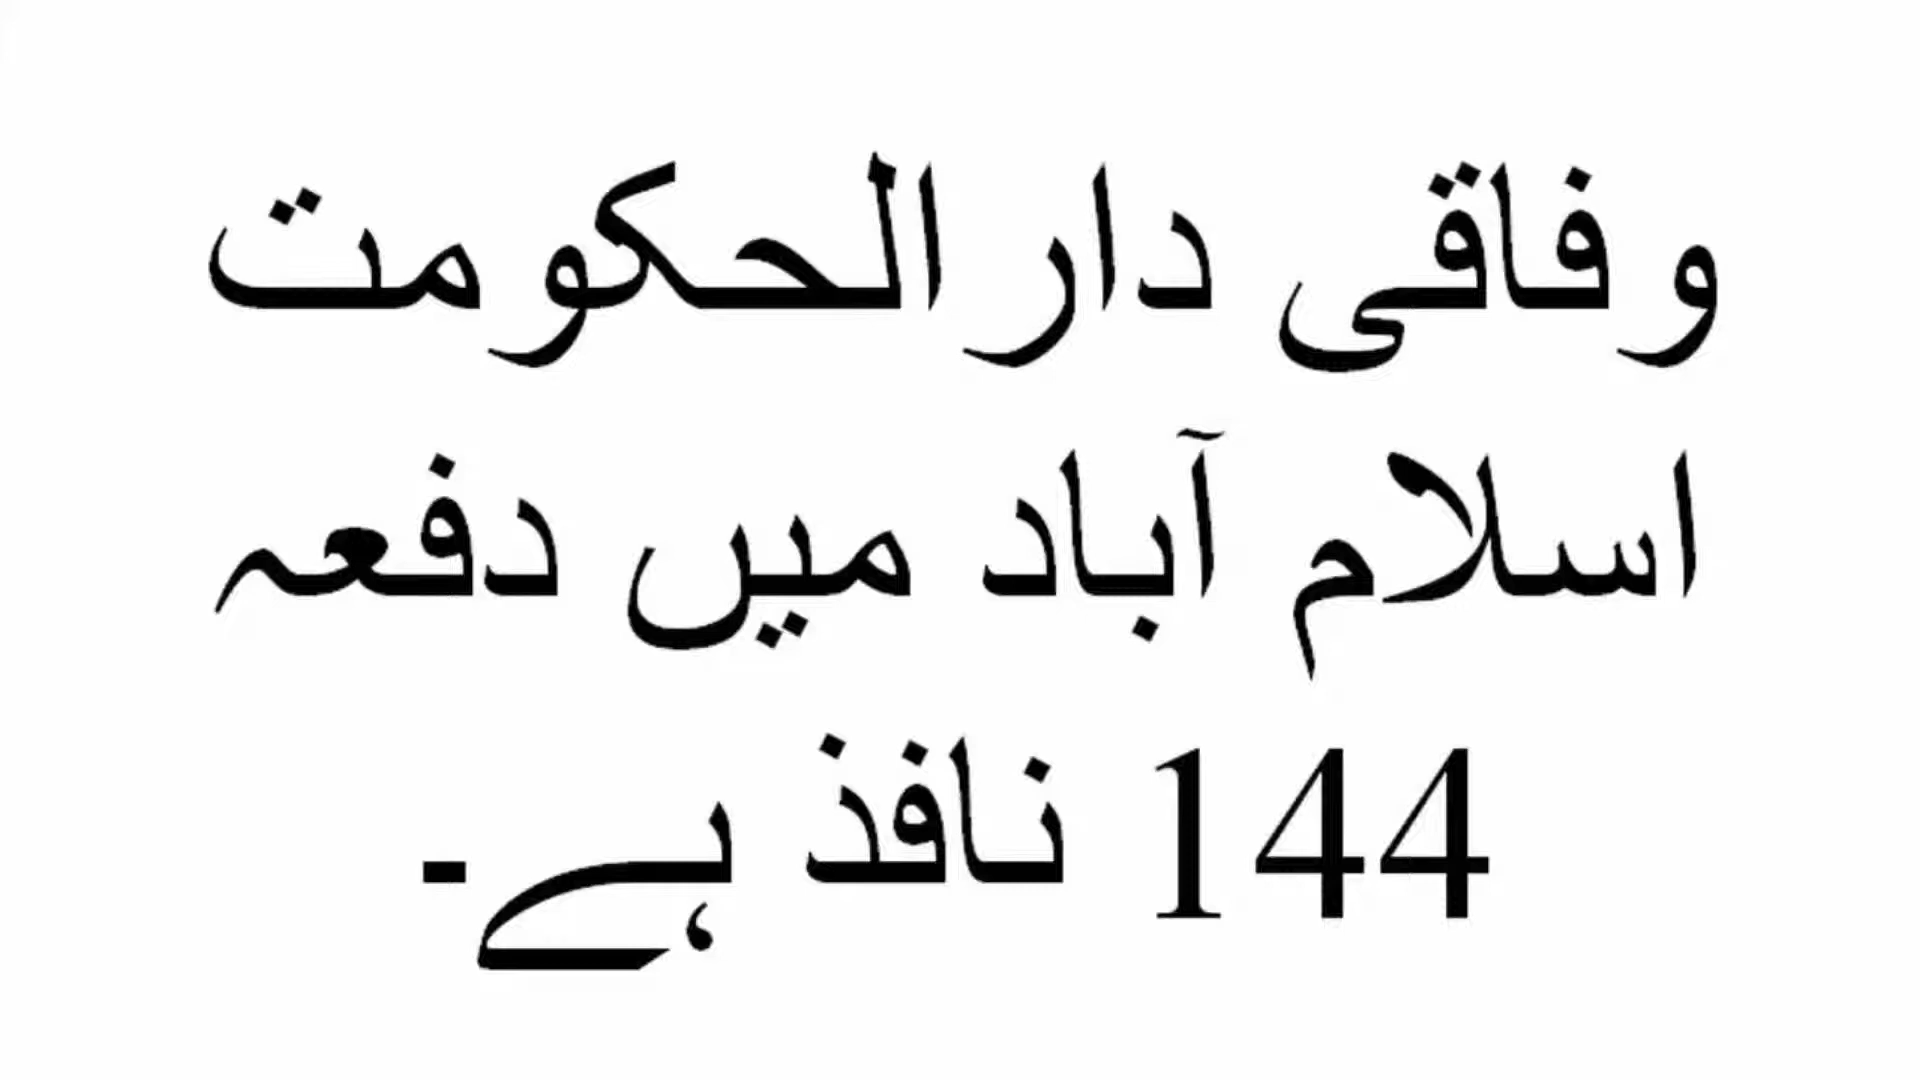 وفاقی دارالحکومت
اسلام آباد میں دفعہ
144 نافذ ہے۔